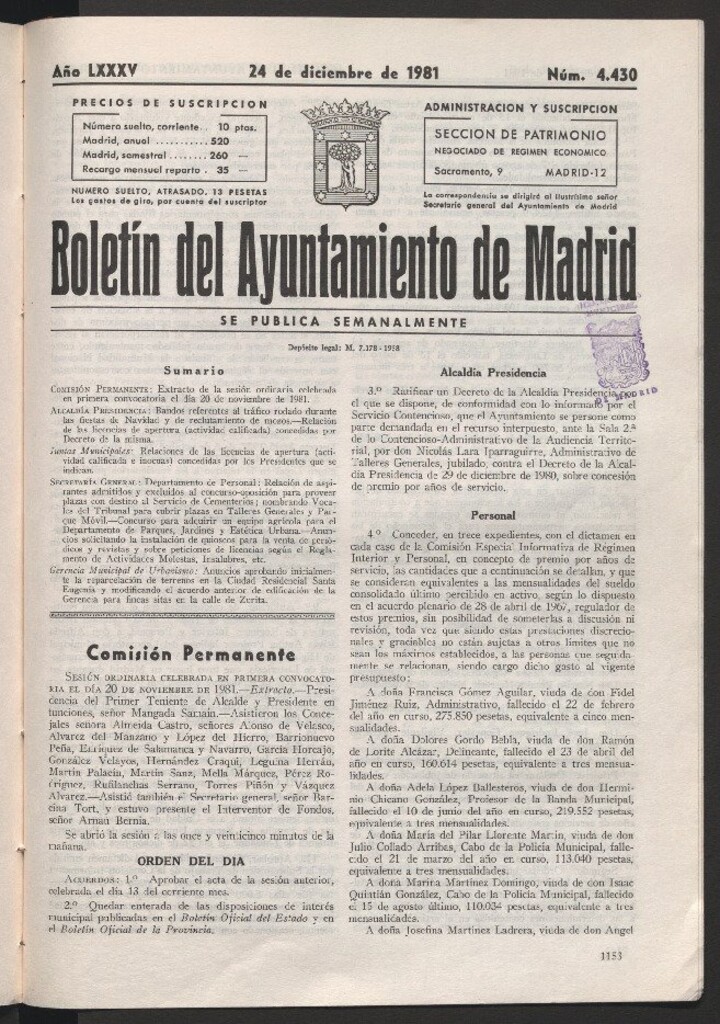 Año LXXXV 24 de diciembre de 1981 Núm. 4.430
PRECIOS DE SUSCRIPCION
Número suelto, corriente.. 10 ptas.
Madrid, anual ........... 520
Madrid, semestral ........ 260 —
Recargo mensual reparto . 35 —
NUMERO SUELTO, ATRASADO, 13 PESETAS
Los gastos de giro, por cuenta del suscriptor
ADMINISTRACION Y SUSCRIPCION
SECCION DE PATRIMONIO
NEGOCIADO DE REGIMEN ECONOMICO
Sacramento, 9 MADRID-12
La correspondencia se dirigirá al ilustrísimo señor
Secretario general del Ayuntamiento de Madrid
Boletín del Ayuntamiento de Madrid
SE PUBLICA SEMANALMENTE
Depósito legal: M. 7.178-1958
Sumario
COMISIÓN PERMANENTE: Extracto de la sesión ordinaria celebrada
en primera convocatoria el día 20 de noviembre de 1981.
ALCALDÍA PRESIDENCIA: Bandos referentes al tráfico rodado durante
las fiestas de Navidad y de reclutamiento de mozos.—Relación
de las licencias de apertura (actividad calificada) concedidas por
Decreto de la misma.
Juntas Municipales: Relaciones de las licencias de apertura (acti-
vidad calificada e inocuas) concedidas por los Presidentes que se
indican.
SECRETARÍA GENERAL: Departamento de Personal: Relación de as-
pirantes admitidos y excluidos al concurso-oposición para proveer
plazas con destino al Servicio de Cementerios; nombrando Voca-
les del Tribunal para cubrir plazas en Talleres Generales y Par-
que Móvil.—Concurso para adquirir un equipo agrícola para el
Departamento de Parques, Jardines y Estética Urbana.—Anun-
cios solicitando la instalación de quioscos para la venta de perió-
dicos y revistas y sobre peticiones de licencias según el Regla-
mento de Actividades Molestas, Insalubres, etc.
Gerencia Municipal de Urbanismo: Anuncios aprobando inicialmen-
te la reparcelación de terrenos en la Ciudad Residencial Santa
Eugenia y modificando el acuerdo anterior de edificación de la
Gerencia para fincas sitas en la calle de Zurita.
Comisión Permanente
SESIÓN ORDINARIA CELEBRADA EN PRIMERA CONVOCATO-
RIA EL DÍA 20 DE NOVIEMBRE DE 1981.—Extracto.—Presi-
dencia del Primer Teniente de Alcalde y Presidente en
funciones, señor Mangada Samaín.—Asistieron los Conce-
jales señora Almeida Castro, señores Alonso de Velasco,
Alvarez del Manzano y López del Hierro, Barrionuevo
Peña, Enríquez de Salamanca y Navarro, García Horcajo,
González Velayos, Hernández Craqui, Leguina Herrán,
Martín Palacín, Martín Sanz, Mella Márquez, Pérez Ro-
dríguez, Rufilanchas Serrano, Torres Piñón y Vázquez
Alvarez.—Asistió también el Secretario general, señor Bar-
cina Tort, y estuvo presente el Interventor de Fondos,
señor Arnau Bernia.
Se abrió la sesión a las once y veinticinco minutos de la
mañana.
ORDEN DEL DIA
ACUERDOS: 1.º Aprobar el acta de la sesión anterior,
celebrada el día 13 del corriente mes.
2.º Quedar enterada de las disposiciones de interés
municipal publicadas en el Boletín Oficial del Estado y en
el Boletín Oficial de la Provincia.
Alcaldía Presidencia
3.º Ratificar un Decreto de la Alcaldía Presidencia, en
el que se dispone, de conformidad con lo informado por el
Servicio Contencioso, que el Ayuntamiento se persone como
parte demandada en el recurso interpuesto, ante la Sala 2.ª
de lo Contencioso-Administrativo de la Audiencia Territo-
rial, por don Nicolás Lara Iparraguirre, Administrativo de
Talleres Generales, jubilado, contra el Decreto de la Alcal-
día Presidencia de 29 de diciembre de 1980, sobre concesión
de premio por años de servicio.
Personal
4.º Conceder, en trece expedientes, con el dictamen en
cada caso de la Comisión Especial Informativa de Régimen
Interior y Personal, en concepto de premio por años de
servicio, las cantidades que a continuación se detallan, y que
se consideran equivalentes a las mensualidades del sueldo
consolidado último percibido en activo, según lo dispuesto
en el acuerdo plenario de 28 de abril de 1967, regulador de
estos premios, sin posibilidad de someterlas a discusión ni
revisión, toda vez que siendo estas prestaciones discrecio-
nales y graciables no están sujetas a otros límites que no
sean los máximos establecidos, a las personas que seguida-
mente se relacionan, siendo cargo dicho gasto al vigente
presupuesto:
A doña Francisca Gómez Aguilar, viuda de don Fidel
Jiménez Ruiz, Administrativo, fallecido el 22 de febrero
del año en curso, 275.850 pesetas, equivalente a cinco men-
sualidades.
A doña Dolores Gordo Bebla, viuda de don Ramón
de Lorite Alcázar, Delineante, fallecido el 23 de abril del
año en curso, 160.614 pesetas, equivalente a tres mensua-
lidades.
A doña Adela López Ballesteros, viuda de don Hermi-
nio Chicano González, Profesor de la Banda Municipal,
fallecido el 10 de junio del año en curso, 219.552 pesetas,
equivalente a tres mensualidades.
A doña María del Pilar Llorente Martín, viuda de don
Julio Collado Arribas, Cabo de la Policía Municipal, falle-
cido el 21 de marzo del año en curso, 113.040 pesetas,
equivalente a tres mensualidades.
A doña Marina Martínez Domingo, viuda de don Isaac
Quintián González, Cabo de la Policía Municipal, fallecido
el 15 de agosto último, 110.034 pesetas, equivalente a tres
mensualidades.
A doña Josefina Martínez Ladrera, viuda de don Angel
1153
DE MADRID